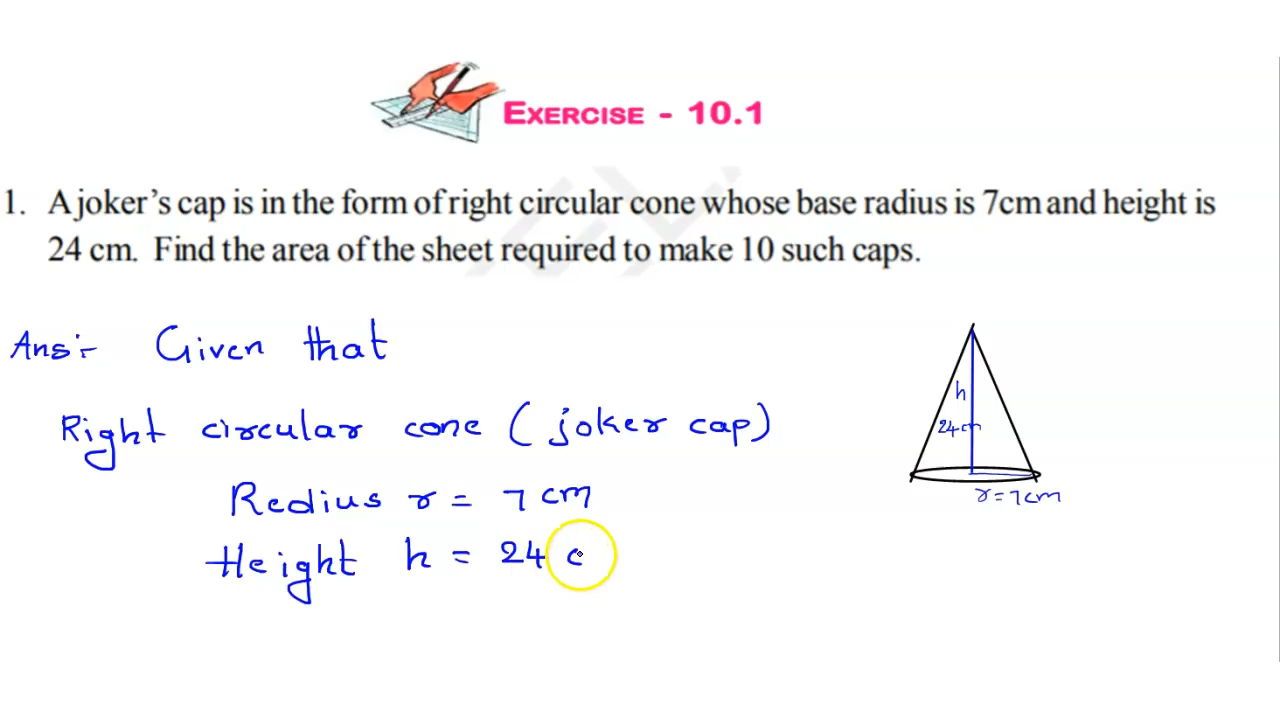 EXERCISE - 10.1
1. A joker's cap is in the form of right circular cone whose base radius is 7cm and height is
24 cm. Find the area of the sheet required to make 10 such caps.
Ans:- Given that
Right circular cone (joker cap)
Redius r = 7 cm
Height h = 24 c
h
24 cm
r = 7cm